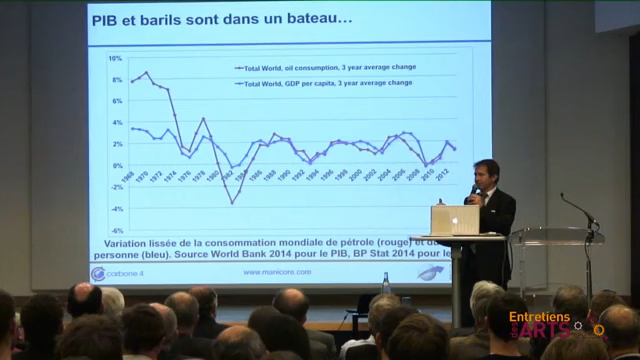 PIB et barils sont dans un bateau...
10%
Total World, oil consumption, 3 year average change
8%
Total World, GDP per capita, 3 year average change
6%
4%
2%
0%
1968 1970 1972 1974 1976 1978 1980 1982 1986 1988 1990 1992 1994 1996 1998 2000 2002 2004 2006 2008 2010 2012
-2%
-4%
-6%
Variation lissée de la consommation mondiale de pétrole (rouge) et du
personne (bleu). Source World Bank 2014 pour le PIB, BP Stat 2014 pour le
carbone 4
www.manicore.com
Entretiens
des ARTS